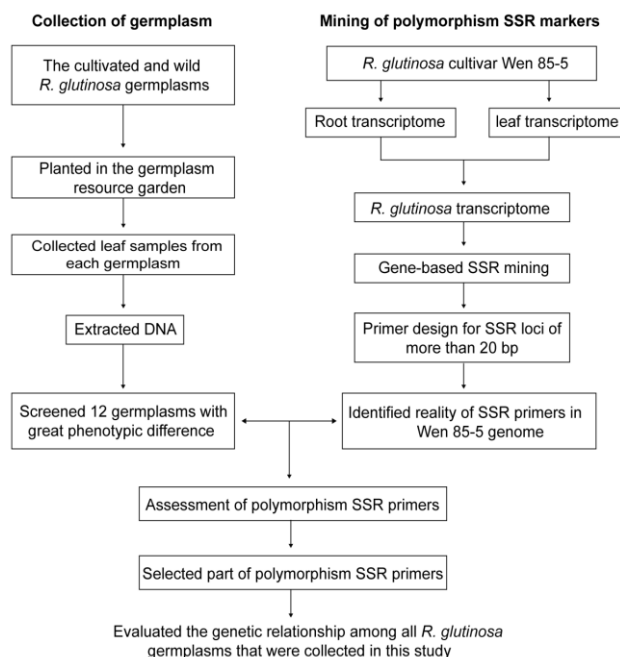 Collection of germplasm
The cultivated and wild
R. glutinosa germplasms
Planted in the germplasm
resource garden
Collected leaf samples from
each germplasm
Extracted DNA
Screened 12 germplasms with
great phenotypic difference
Mining of polymorphism SSR markers
R. glutinosa cultivar Wen 85-5
Root transcriptome
leaf transcriptome
R. glutinosa transcriptome
Gene-based SSR mining
Primer design for SSR loci of
more than 20 bp
Identified reality of SSR primers in
Wen 85-5 genome
Assessment of polymorphism SSR primers
Selected part of polymorphism SSR primers
Evaluated the genetic relationship among all R. glutinosa
germplasms that were collected in this study